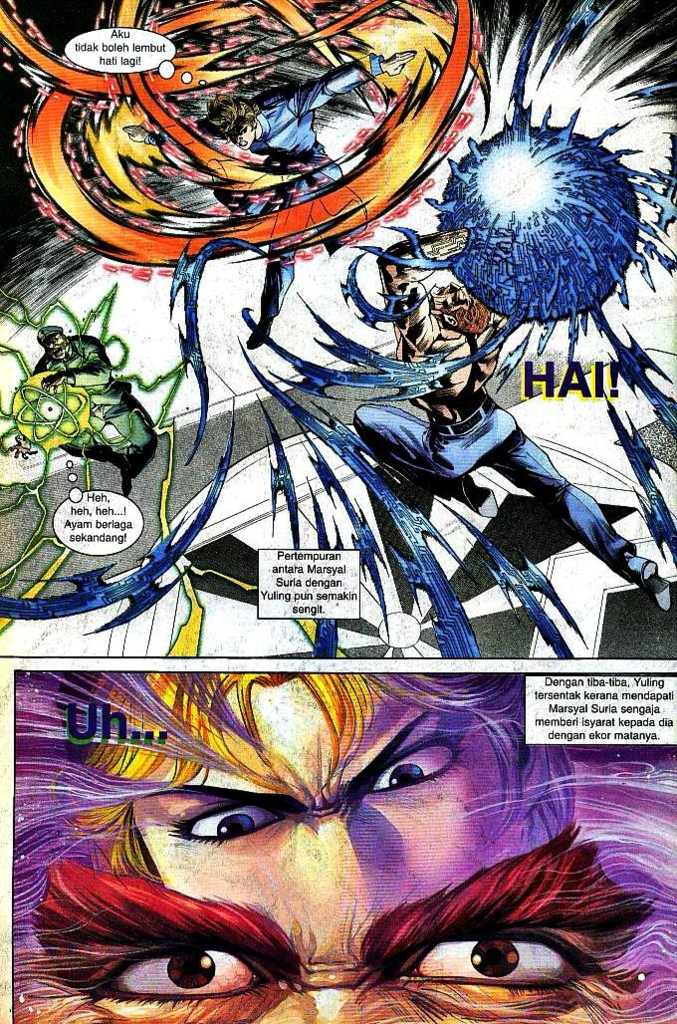 Aku
tidak boleh lembut
hati lagi!
HAI!
Heh,
heh, heh...!
Ayam berlaga
sekandang!
Pertempuran
antara Marsyal
Suria dengan
Yuling pun semakin
sengit.
Uh...
Dengan tiba-tiba, Yuling
tersentak kerana mendapati
Marsyal Suria sengaja
memberi isyarat kepada dia
dengan ekor matanya.